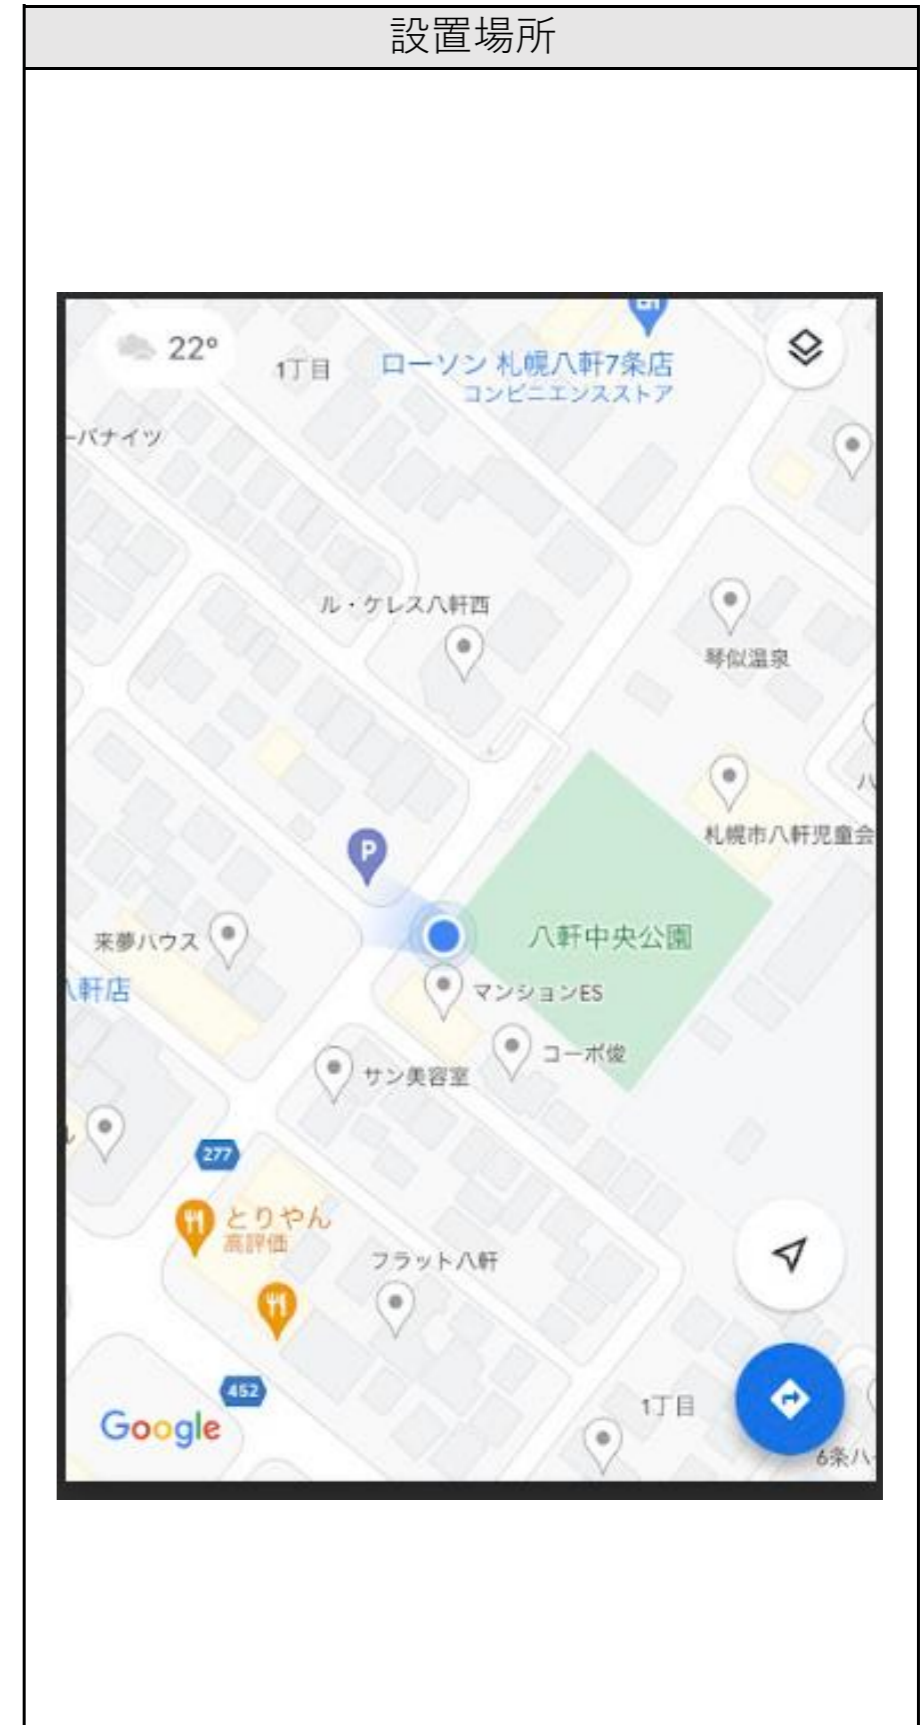 設置場所
22°
1丁目
ローソン 札幌八軒7条店
コンビニエンスストア
ーバナイツ
ル・ケレス八軒西
琴似温泉
ハ
札幌市八軒児童会
P
来夢ハウス
八軒中央公園
八軒店
マンションES
コーポ俊
サン美容室
277
とりやん
高評価
フラット八軒
452
1丁目
Google
6条ハ